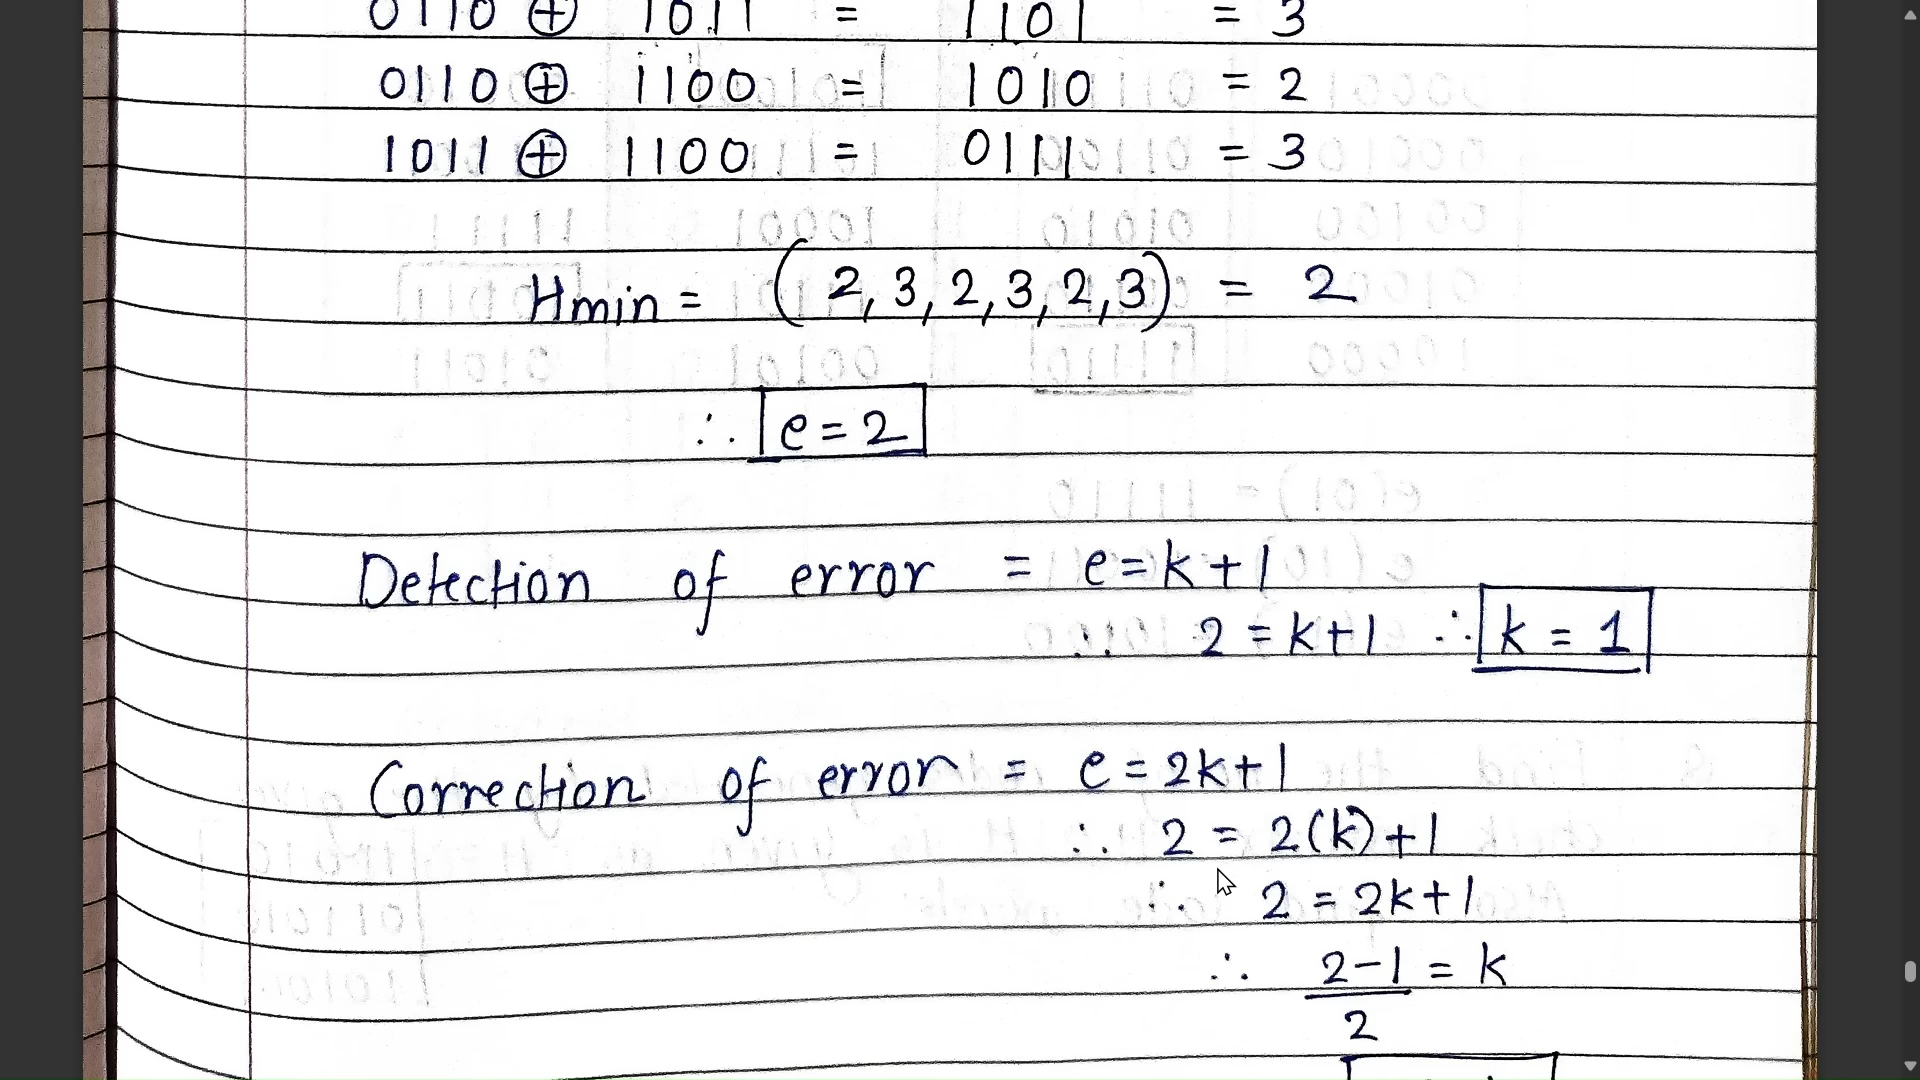 0110 ⊕ 1011 = 1101 = 3
0110 ⊕ 1100 = 1010 = 2
1011 ⊕ 1100 = 0111 = 3
Hmin = (2,3,2,3,2,3) = 2
∴ e = 2
Detection of error = e = k+1
∴ 2 = k+1 ∴ k = 1
Correction of error = e = 2k+1
∴ 2 = 2(k)+1
∴ 2 = 2k+1
∴ 2-1 = k
2